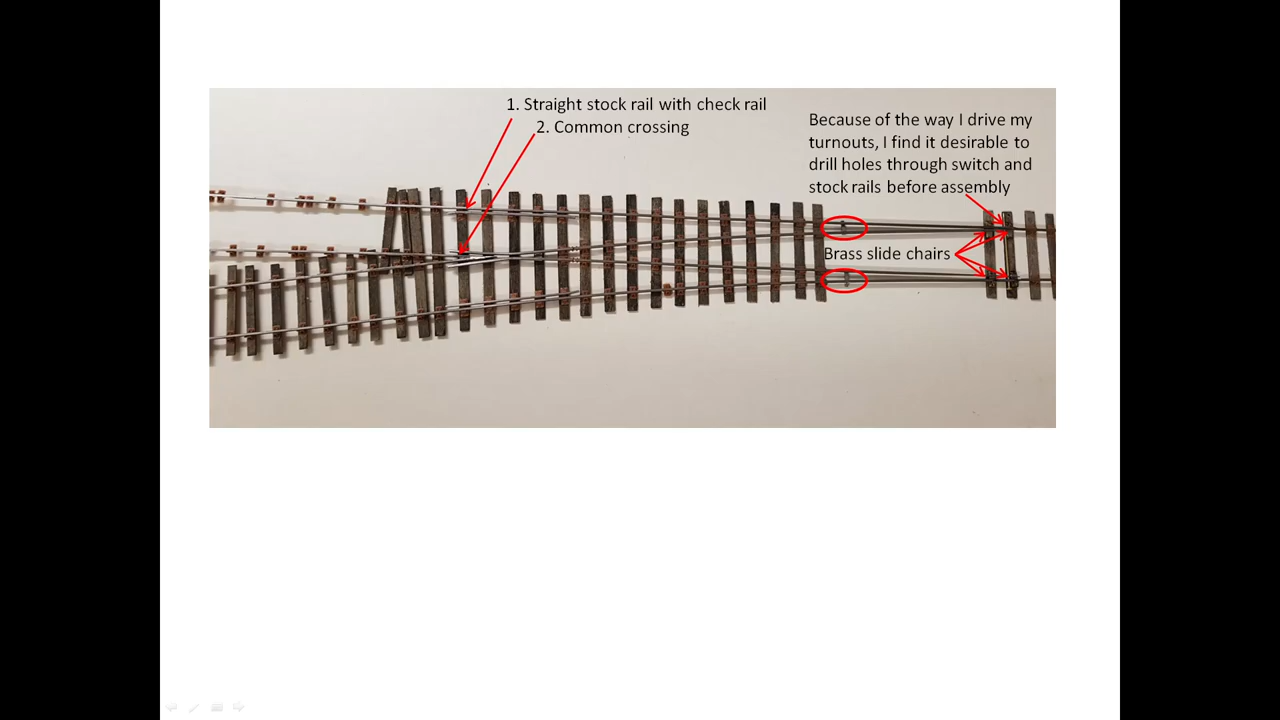 1. Straight stock rail with check rail
2. Common crossing
Because of the way I drive my
turnouts, I find it desirable to
drill holes through switch and
stock rails before assembly
Brass slide chairs